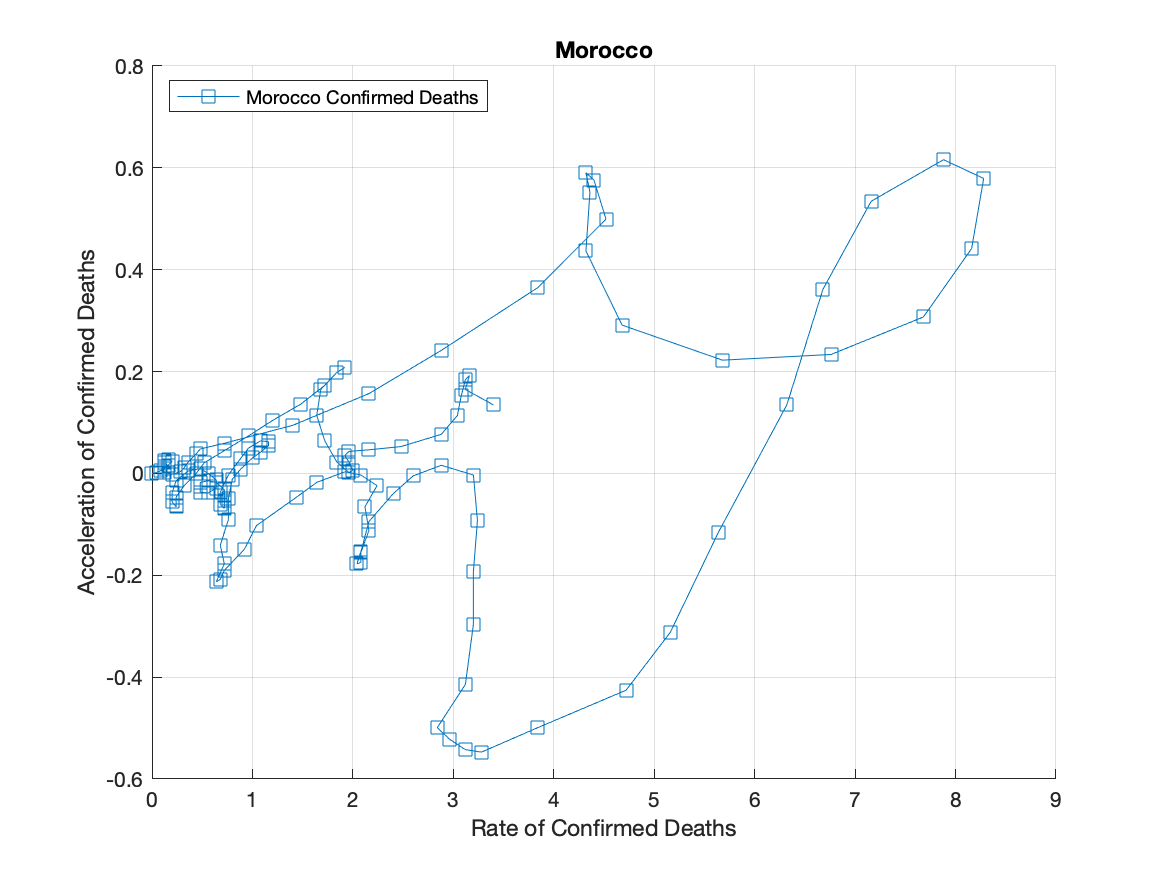 Morocco
Morocco Confirmed Deaths
0.8
0.6
0.4
0.2
0
-0.2
-0.4
-0.6
Acceleration of Confirmed Deaths
0 1 2 3 4 5 6 7 8 9
Rate of Confirmed Deaths